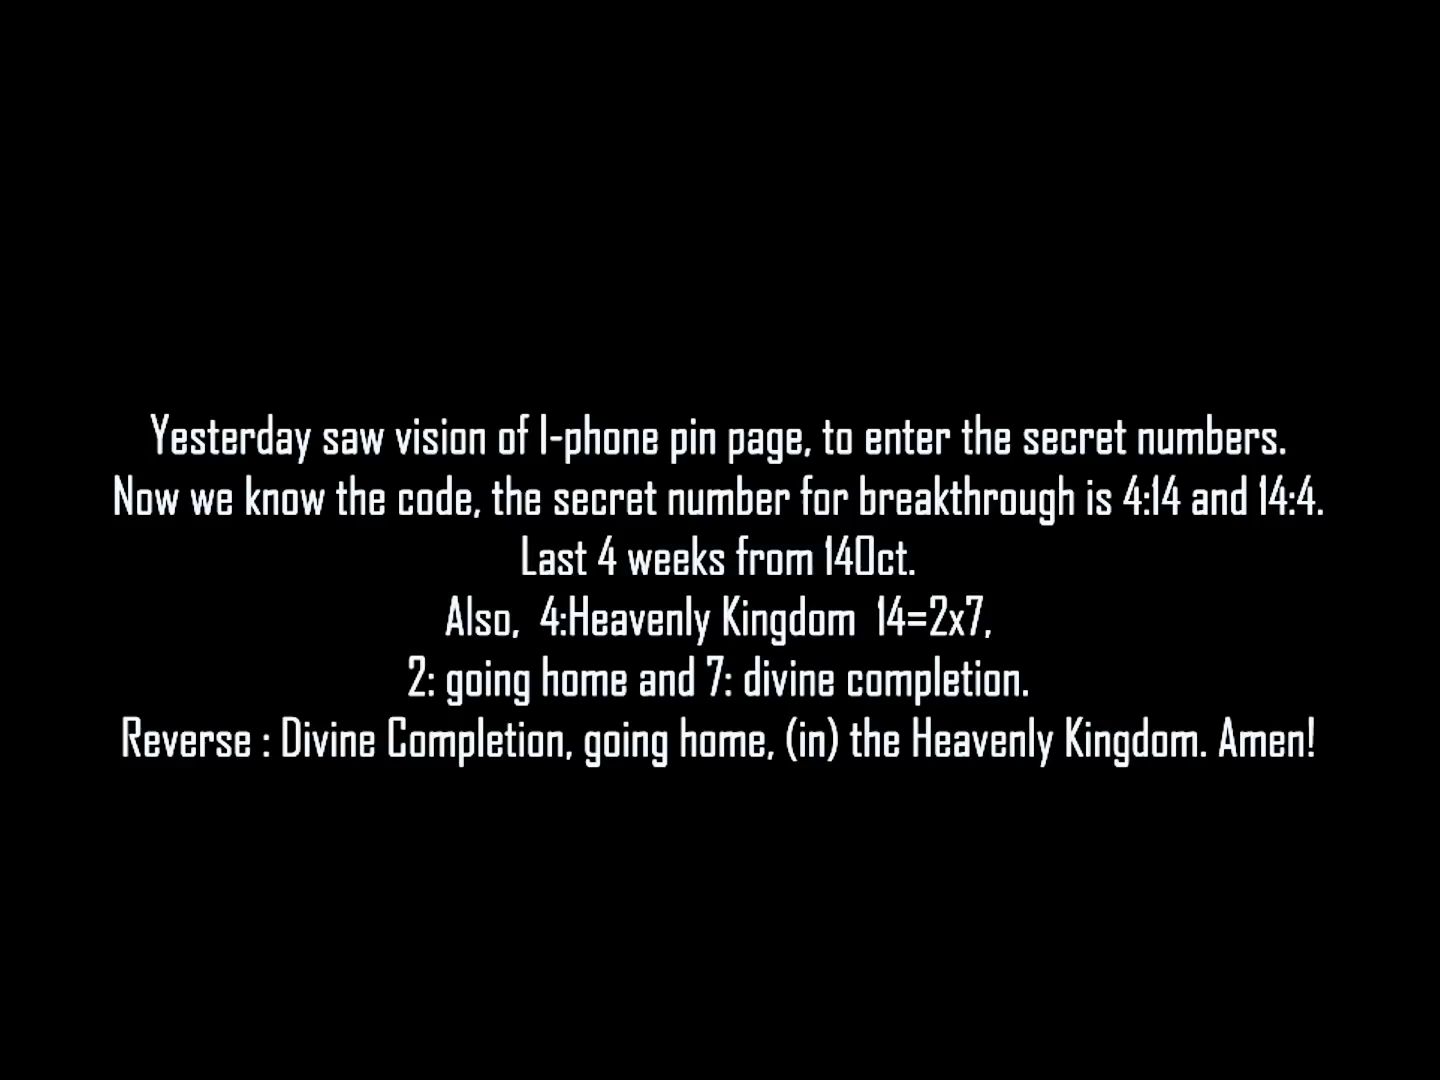 Yesterday saw vision of I-phone pin page, to enter the secret numbers.
Now we know the code, the secret number for breakthrough is 4:14 and 14:4.
Last 4 weeks from 14Oct.
Also, 4:Heavenly Kingdom 14=2x7,
2: going home and 7: divine completion.
Reverse : Divine Completion, going home, (in) the Heavenly Kingdom. Amen!